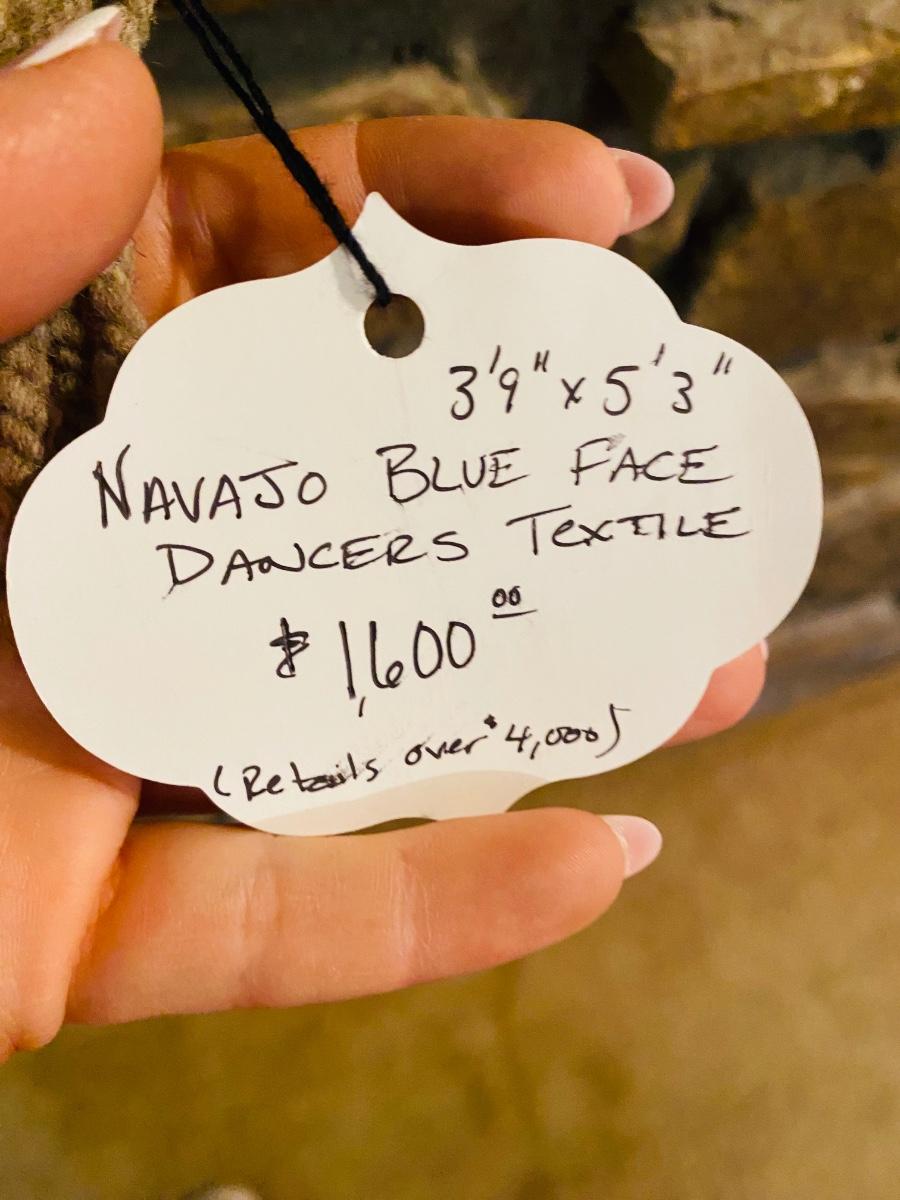 3'9" x 5'3"
NAVAJO BLUE FACE
DANCERS TEXTILE
$1,600.00
(Retails over $4,000)